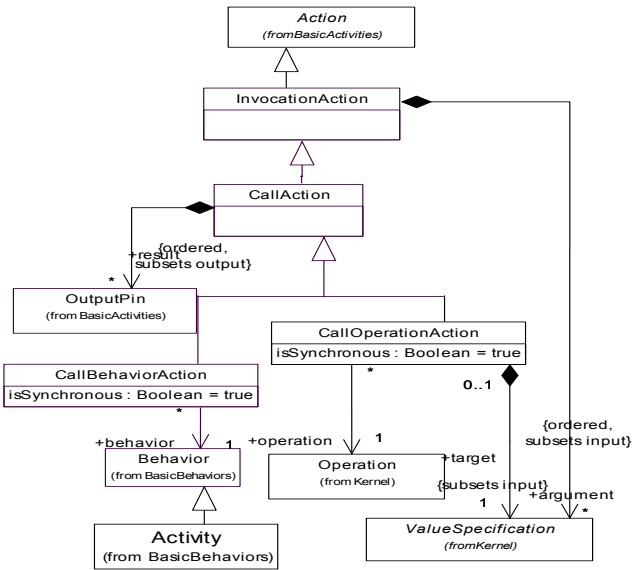 Action
(fromBasicActivities)
InvocationAction
CallAction
+result
{ordered,
subsets output}
*
OutputPin
(from BasicActivities)
CallOperationAction
isSynchronous : Boolean = true
CallBehaviorAction
isSynchronous : Boolean = true
*
*
0..1
{ordered,
subsets input}
+behavior
1
+operation
1
+target
{subsets input}
1
+argument
*
Behavior
(from BasicBehaviors)
Operation
(from Kernel)
ValueSpecification
(fromKernel)
Activity
(from BasicBehaviors)